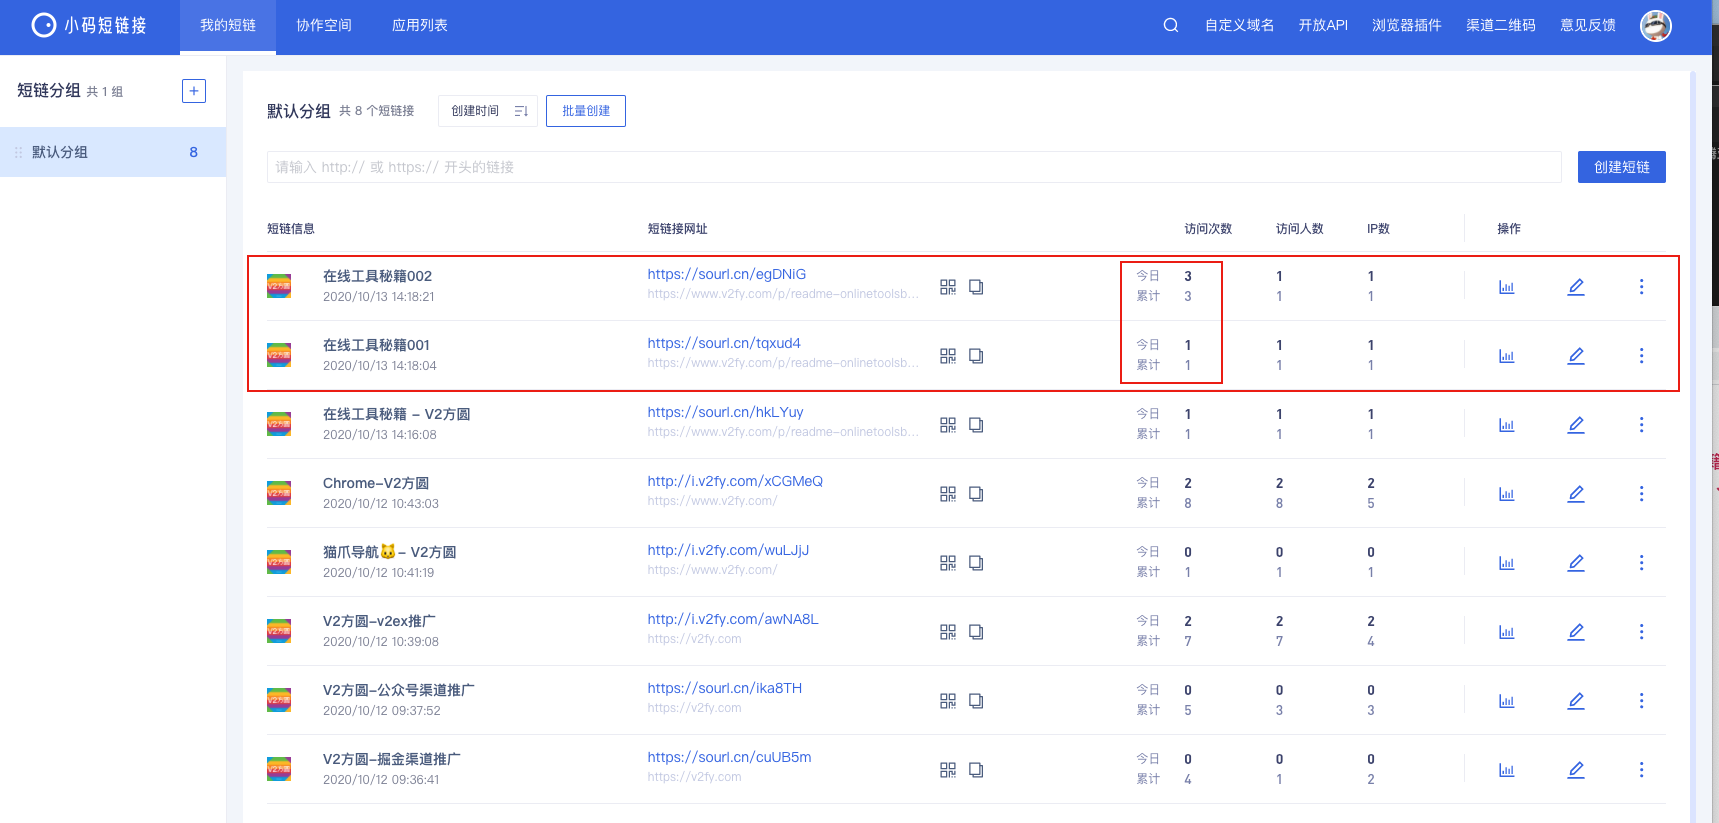 小码短链接 我的短链 协作空间 应用列表 自定义域名 开放API 浏览器插件 渠道二维码 意见反馈
短链分组 共 1 组 +
默认分组 8
默认分组 共 8 个短链接 创建时间 批量创建
请输入 http:// 或 https:// 开头的链接 创建短链
短链信息 短链接网址 访问次数 访问人数 IP数 操作
在线工具秘籍002 https://sourl.cn/egDNiG 今日 3 1 1
2020/10/13 14:18:21 https://www.v2fy.com/p/readme-onlinetoolsb... 累计 3 1 1
在线工具秘籍001 https://sourl.cn/tqxud4 今日 1 1 1
2020/10/13 14:18:04 https://www.v2fy.com/p/readme-onlinetoolsb... 累计 1 1 1
在线工具秘籍 - V2方圆 https://sourl.cn/hkLYuy 今日 1 1 1
2020/10/13 14:16:08 https://www.v2fy.com/p/readme-onlinetoolsb... 累计 1 1 1
Chrome-V2方圆 http://i.v2fy.com/xCGMeQ 今日 2 2 2
2020/10/12 10:43:03 https://www.v2fy.com/ 累计 8 8 5
猫爪导航🐱- V2方圆 http://i.v2fy.com/wuLJjJ 今日 0 0 0
2020/10/12 10:41:19 https://www.v2fy.com/ 累计 1 1 1
V2方圆-v2ex推广 http://i.v2fy.com/awNA8L 今日 2 2 2
2020/10/12 10:39:08 https://v2fy.com 累计 7 7 4
V2方圆-公众号渠道推广 https://sourl.cn/ika8TH 今日 0 0 0
2020/10/12 09:37:52 https://v2fy.com 累计 5 3 3
V2方圆-掘金渠道推广 https://sourl.cn/cuUB5m 今日 0 0 0
2020/10/12 09:36:41 https://v2fy.com 累计 4 1 2